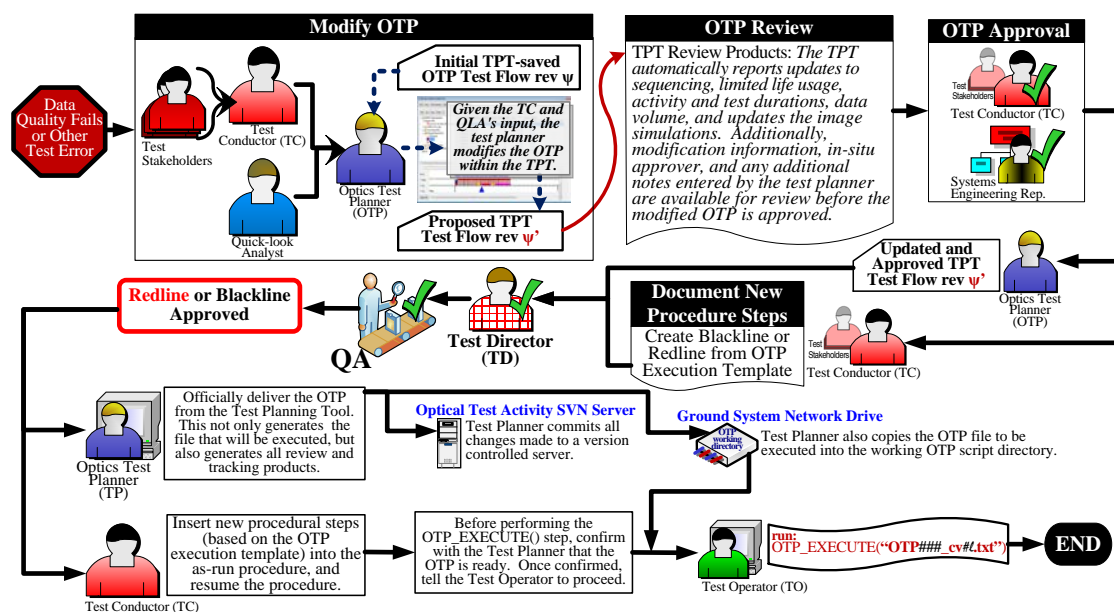 Modify OTP
Data
Quality Fails
or Other
Test Error
Test
Stakeholders
Test
Conductor (TC)
Quick-look
Analyst
Optics Test
Planner
(OTP)
Initial TPT-saved
OTP Test Flow rev ψ
Given the TC and
QLA's input, the
test planner
modifies the OTP
within the TPT.
Proposed TPT
Test Flow rev ψ’
OTP Review
TPT Review Products: The TPT
automatically reports updates to
sequencing, limited life usage,
activity and test durations, data
volume, and updates the image
simulations. Additionally,
modification information, in-situ
approver, and any additional
notes entered by the test planner
are available for review before the
modified OTP is approved.
OTP Approval
Test
Stakeholders
Test Conductor (TC)
Systems
Engineering Rep.
Updated and
Approved TPT
Test Flow rev ψ’
Optics Test
Planner
(OTP)
Document New
Procedure Steps
Create Blackline or
Redline from OTP
Execution Template
Test
Stakeholders
Test Conductor (TC)
Test Director
(TD)
QA
Redline or Blackline
Approved
Optics Test
Planner
(TP)
Officially deliver the OTP
from the Test Planning Tool.
This not only generates the
file that will be executed, but
also generates all review and
tracking products.
Optical Test Activity SVN Server
Test Planner commits all
changes made to a version
controlled server.
Ground System Network Drive
OTP
working
directory
Test Planner also copies the OTP file to be
executed into the working OTP script directory.
Test Conductor (TC)
Insert new procedural steps
(based on the OTP
execution template) into the
as-run procedure, and
resume the procedure.
Before performing the
OTP_EXECUTE() step, confirm
with the Test Planner that the
OTP is ready. Once confirmed,
tell the Test Operator to proceed.
Test Operator (TO)
run:
OTP_EXECUTE(“OTP###_cv#ℓ.txt”)
END